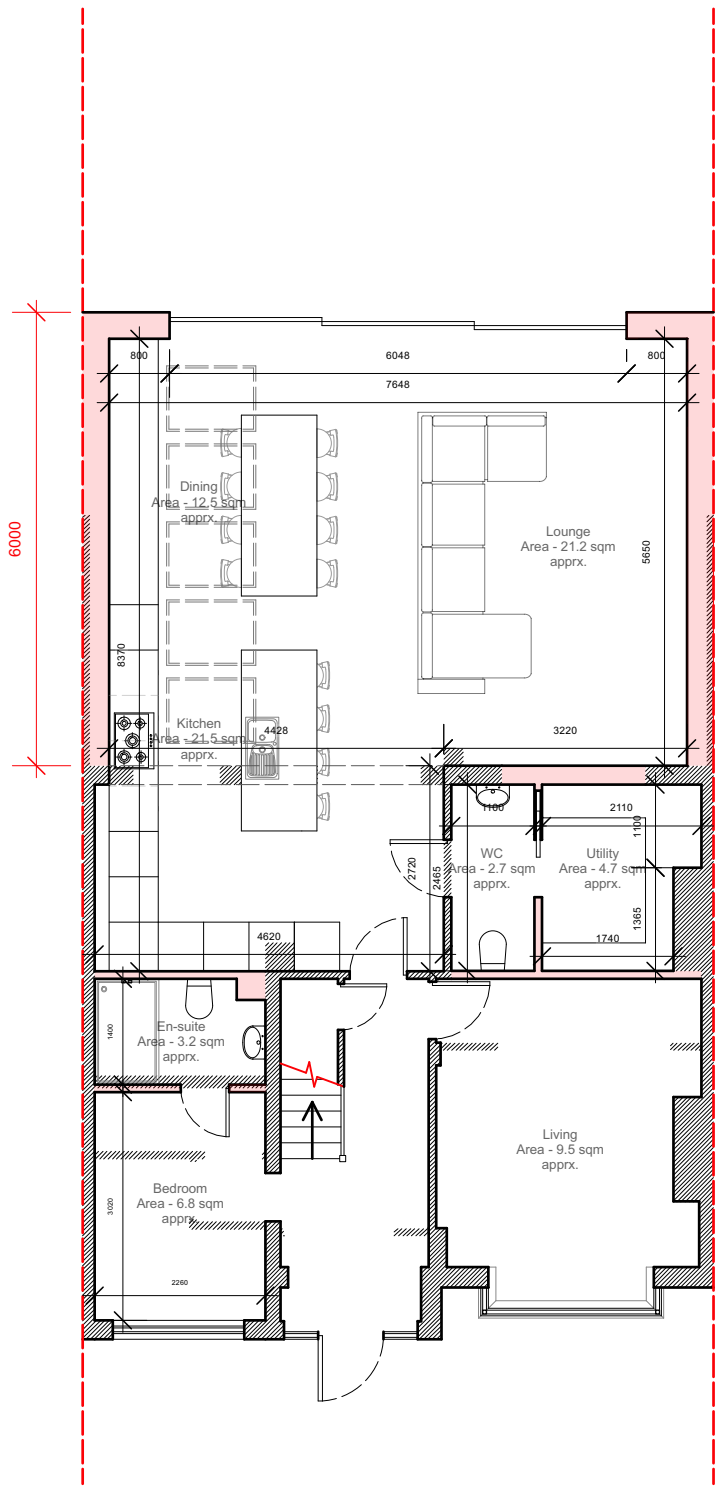 800
6048
800
7648
Dining
Area - 12.5 sqm
apprx.
Lounge
Area - 21.2 sqm
apprx.
5650
6000
8370
Kitchen
Area - 21.5 sqm
apprx.
4428
3220
1100
2110
1100
WC
Area - 2.7 sqm
apprx.
Utility
Area - 4.7 sqm
apprx.
2720
2465
1365
4620
1740
1400
En-suite
Area - 3.2 sqm
apprx.
Living
Area - 9.5 sqm
apprx.
3020
Bedroom
Area - 6.8 sqm
apprx.
2260